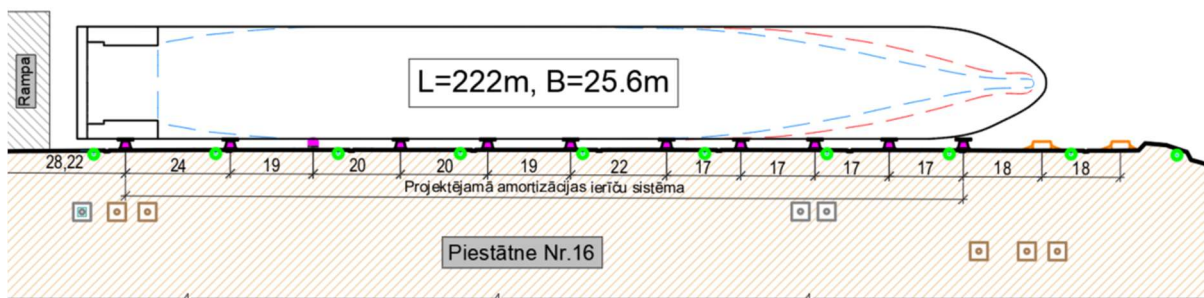 Rampa
L=222m, B=25.6m
28,22 24 19 20 20 19 22 17 17 17 17 18 18
Projektējamā amortizācijas ierīču sistēma
Piestātne Nr.16